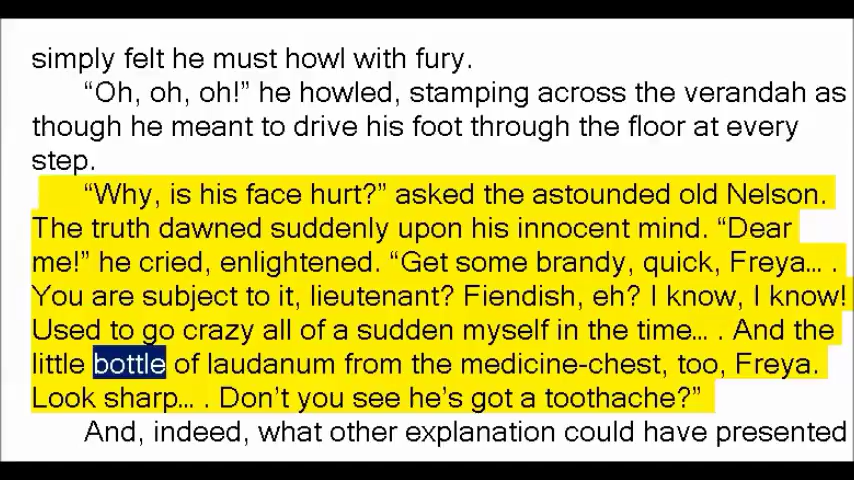 simply felt he must howl with fury.
“Oh, oh, oh!” he howled, stamping across the verandah as
though he meant to drive his foot through the floor at every
step.
“Why, is his face hurt?” asked the astounded old Nelson.
The truth dawned suddenly upon his innocent mind. “Dear
me!” he cried, enlightened. “Get some brandy, quick, Freya... .
You are subject to it, lieutenant? Fiendish, eh? I know, I know!
Used to go crazy all of a sudden myself in the time... . And the
little bottle of laudanum from the medicine-chest, too, Freya.
Look sharp... . Don’t you see he’s got a toothache?”
And, indeed, what other explanation could have presented